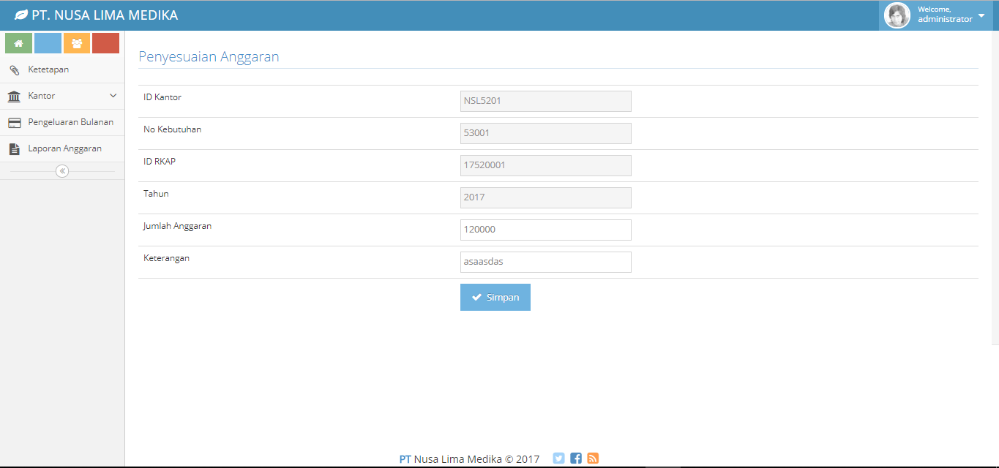 PT. NUSA LIMA MEDIKA
Welcome,
administrator
Ketetapan
Kantor
Pengeluaran Bulanan
Laporan Anggaran
Penyesuaian Anggaran
ID Kantor NSL5201
No Kebutuhan 53001
ID RKAP 17520001
Tahun 2017
Jumlah Anggaran 120000
Keterangan asaasdas
Simpan
PT Nusa Lima Medika © 2017